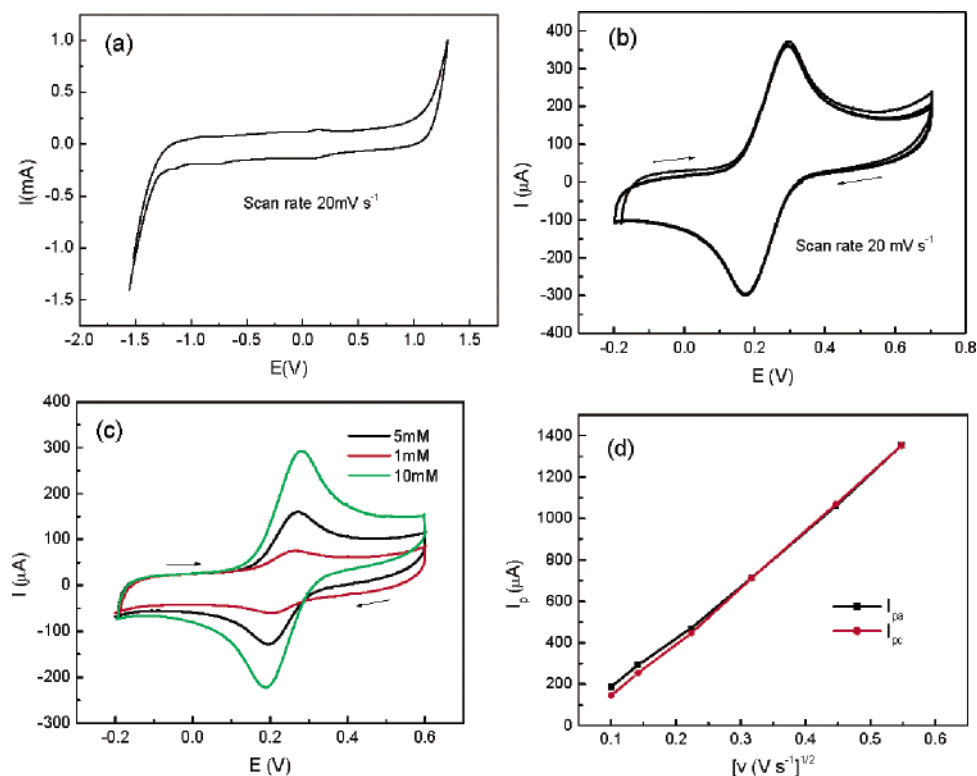 (a)
1.0
0.5
0.0
-0.5
-1.0
-1.5
I(mA)
Scan rate 20mV s⁻¹
-2.0 -1.5 -1.0 -0.5 0.0 0.5 1.0 1.5
E(V)
(b)
400
300
200
100
0
-100
-200
-300
-400
I (μA)
Scan rate 20 mV s⁻¹
-0.2 0.0 0.2 0.4 0.6 0.8
E (V)
(c)
400
300
200
100
0
-100
-200
-300
I (μA)
5mM
1mM
10mM
-0.2 0.0 0.2 0.4 0.6
E (V)
(d)
1400
1200
1000
800
600
400
200
0
Iₚ (μA)
I_pa
I_pc
0.1 0.2 0.3 0.4 0.5 0.6
[v (V s⁻¹]¹/²